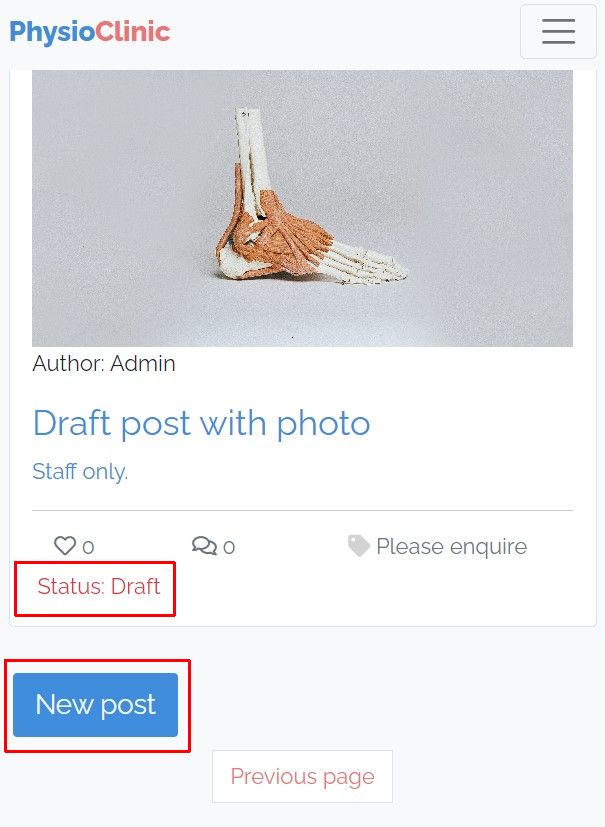 PhysioClinic
Author: Admin
Draft post with photo
Staff only.
0 0 Please enquire
Status: Draft
New post
Previous page